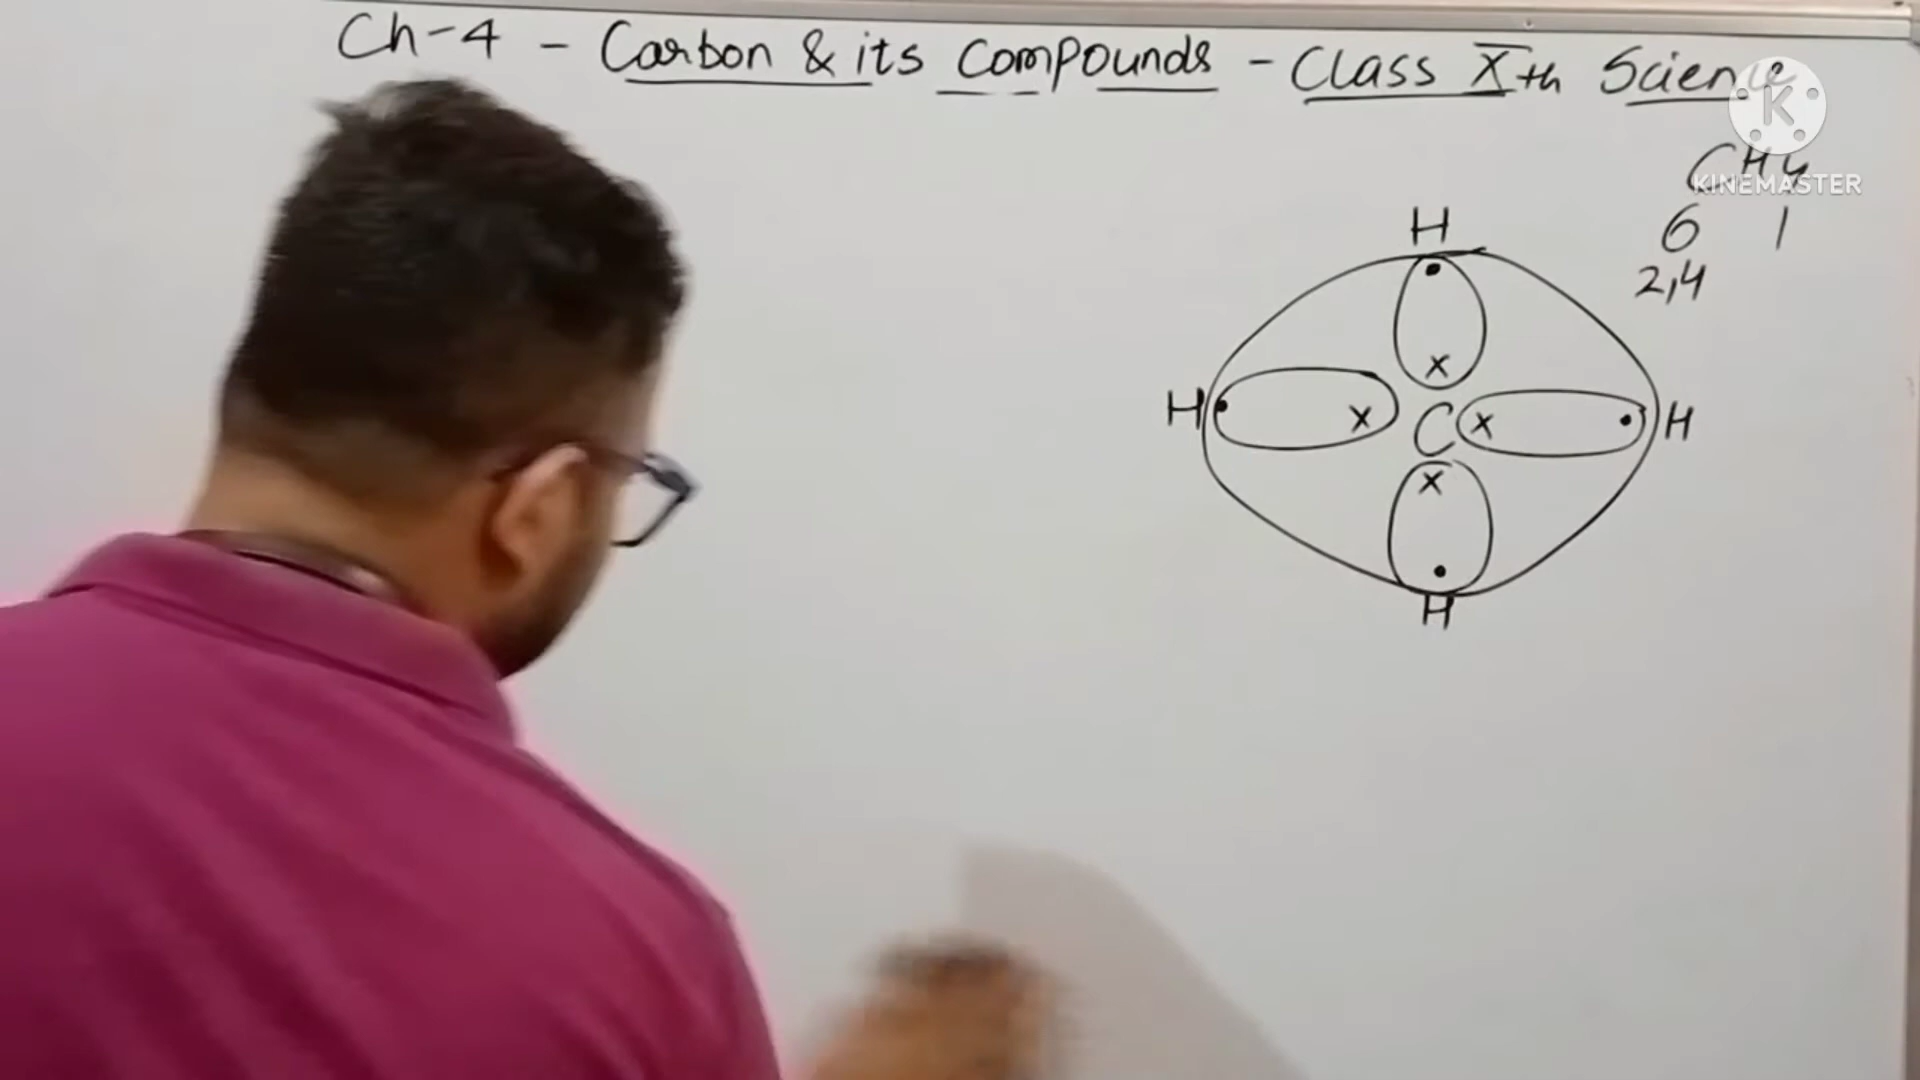 Ch-4 - Carbon & its Compounds - Class Xth Science
K
CH4
KINEMASTER
6 1
2,4
H
H C H
H